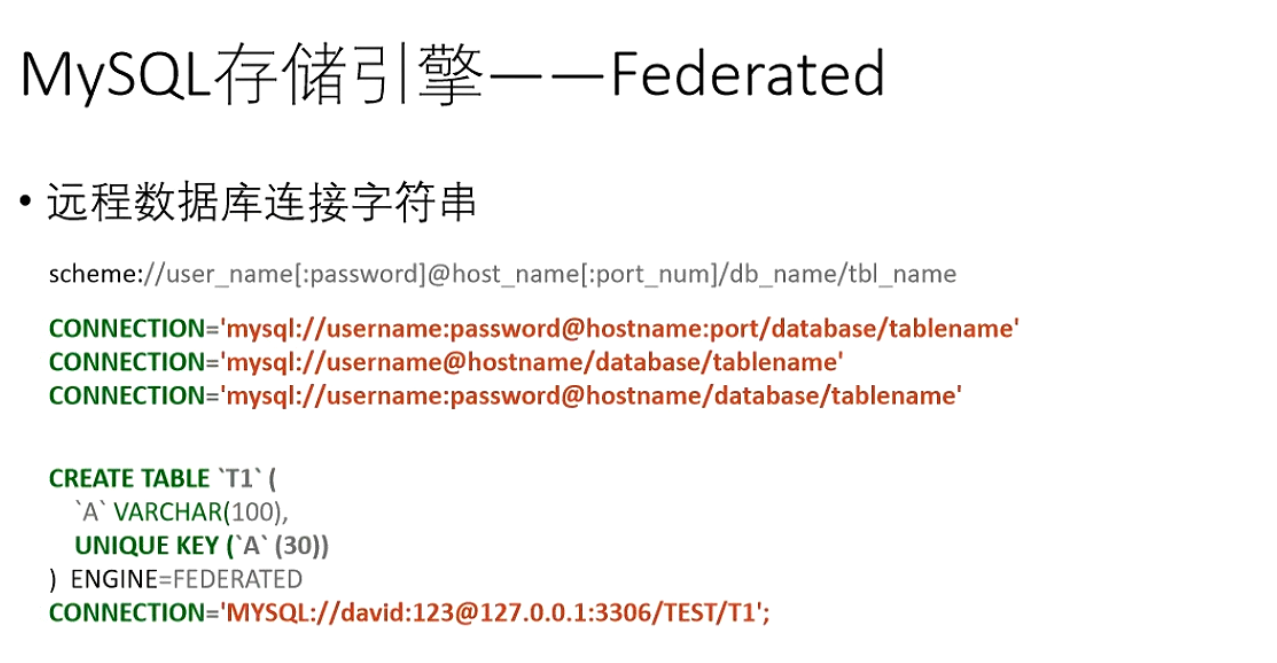 MySQL存储引擎——Federated
• 远程数据库连接字符串
scheme://user_name[:password]@host_name[:port_num]/db_name/tbl_name
CONNECTION='mysql://username:password@hostname:port/database/tablename'
CONNECTION='mysql://username@hostname/database/tablename'
CONNECTION='mysql://username:password@hostname/database/tablename'
CREATE TABLE `T1` (
`A` VARCHAR(100),
UNIQUE KEY (`A` (30))
) ENGINE=FEDERATED
CONNECTION='MYSQL://david:123@127.0.0.1:3306/TEST/T1';